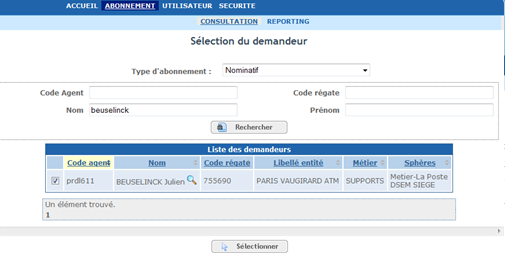 ACCUEIL ABONNEMENT UTILISATEUR SECURITE
CONSULTATION REPORTING
Sélection du demandeur
Type d'abonnement : Nominatif
Code Agent Code régate
Nom beuselinck Prénom
Rechercher
Liste des demandeurs
Code agent Nom Code régate Libellé entité Métier Sphères
prdl611 BEUSELINCK Julien 755690 PARIS VAUGIRARD ATM SUPPORTS Metier-La Poste
DSEM SIEGE
Un élément trouvé.
1
Sélectionner